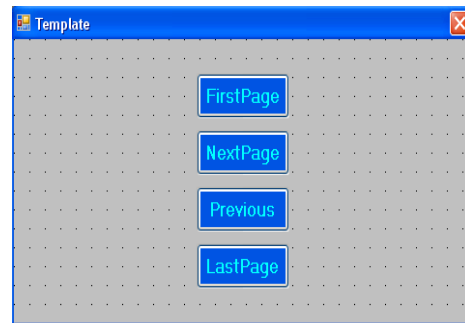 Template
FirstPage
NextPage
Previous
LastPage